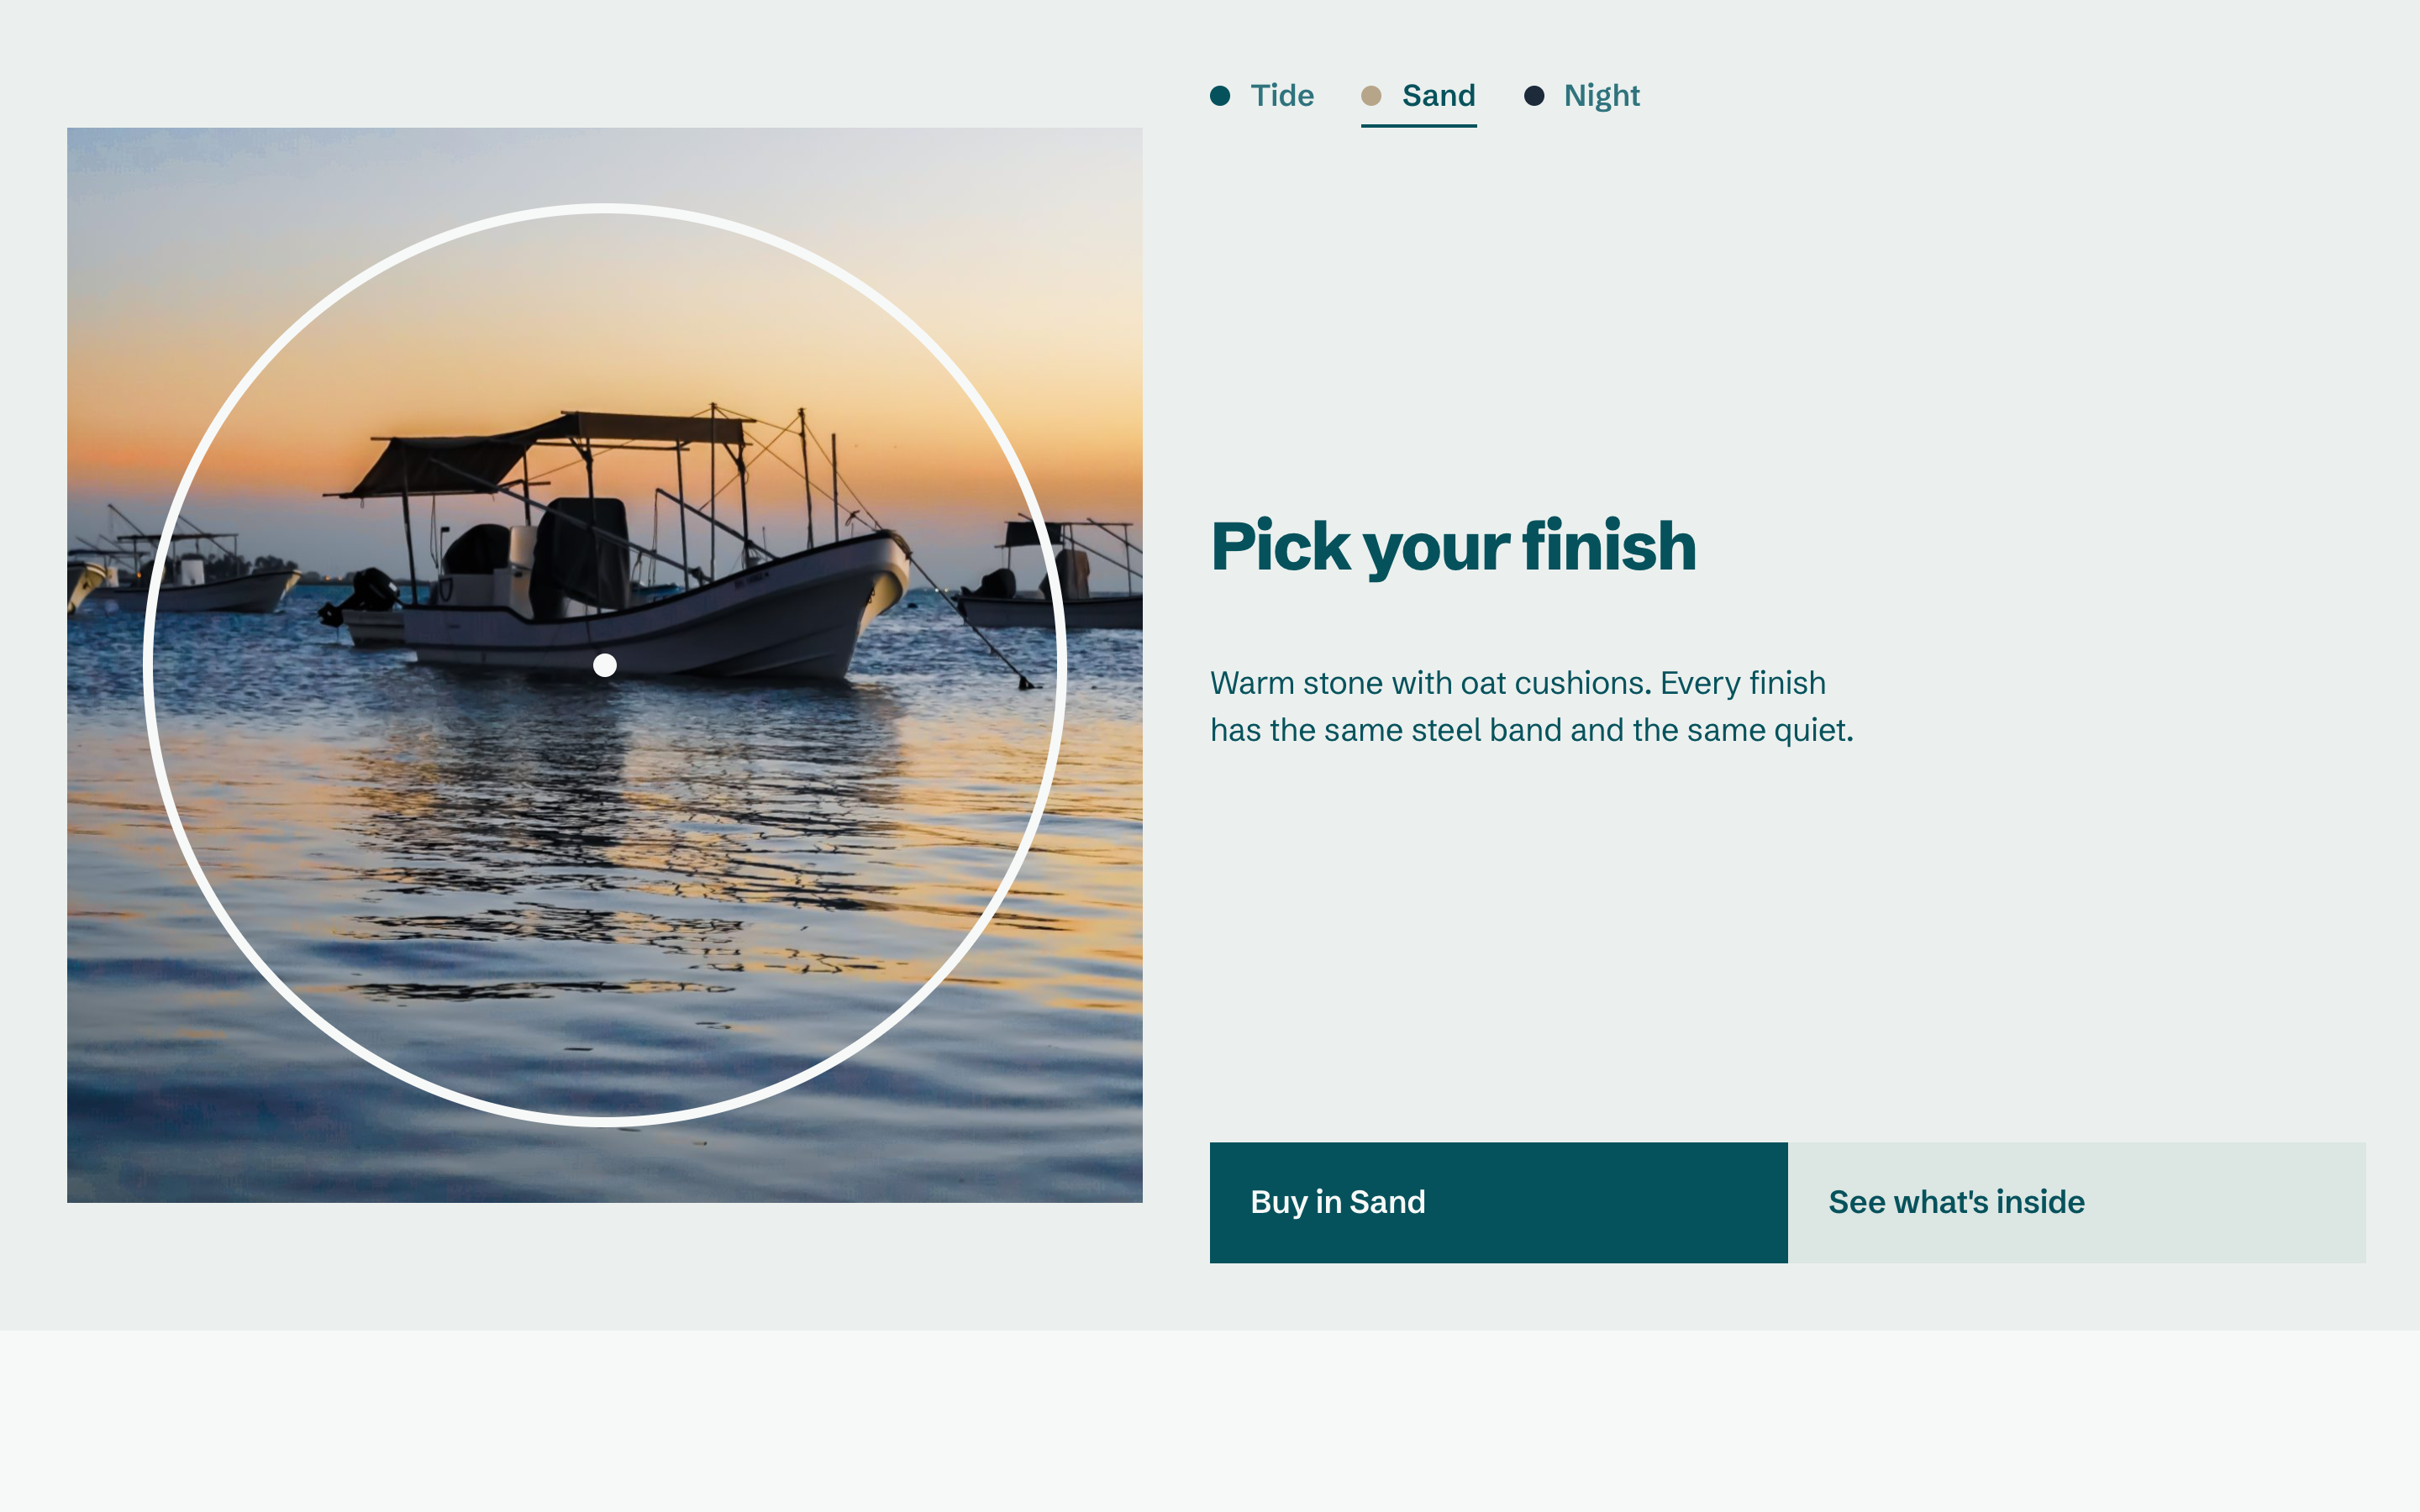 Tide
Sand
Night
Pick your finish
Warm stone with oat cushions. Every finish
has the same steel band and the same quiet.
Buy in Sand
See what's inside